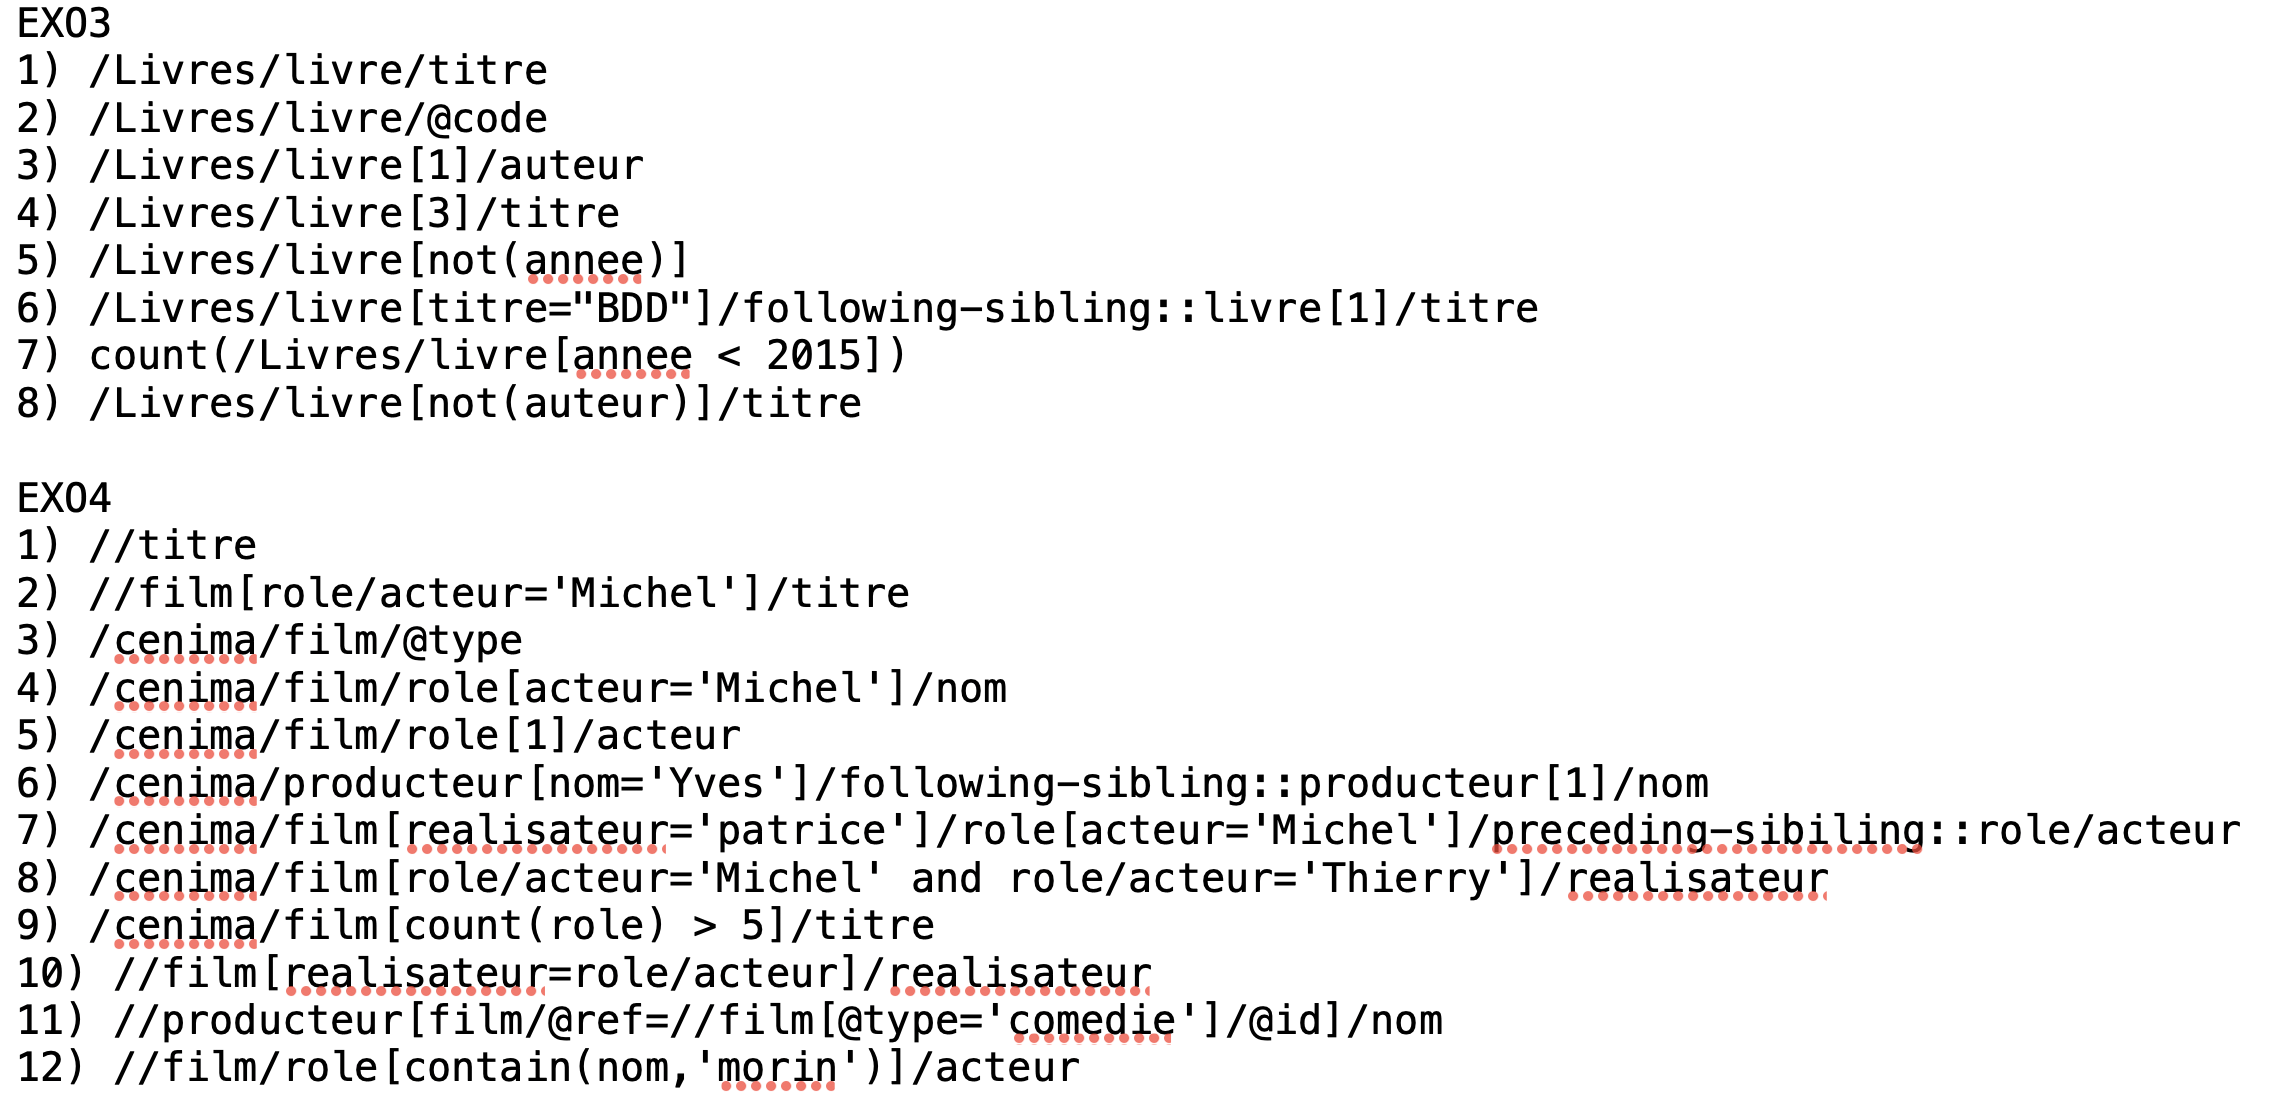 EXO3
1) /Livres/livre/titre
2) /Livres/livre/@code
3) /Livres/livre[1]/auteur
4) /Livres/livre[3]/titre
5) /Livres/livre[not(annee)]
6) /Livres/livre[titre="BDD"]/following-sibling::livre[1]/titre
7) count(/Livres/livre[annee < 2015])
8) /Livres/livre[not(auteur)]/titre

EXO4
1) //titre
2) //film[role/acteur='Michel']/titre
3) /cenima/film/@type
4) /cenima/film/role[acteur='Michel']/nom
5) /cenima/film/role[1]/acteur
6) /cenima/producteur[nom='Yves']/following-sibling::producteur[1]/nom
7) /cenima/film[realisateur='patrice']/role[acteur='Michel']/preceding-sibiling::role/acteur
8) /cenima/film[role/acteur='Michel' and role/acteur='Thierry']/realisateur
9) /cenima/film[count(role) > 5]/titre
10) //film[realisateur=role/acteur]/realisateur
11) //producteur[film/@ref=//film[@type='comedie']/@id]/nom
12) //film/role[contain(nom,'morin')]/acteur